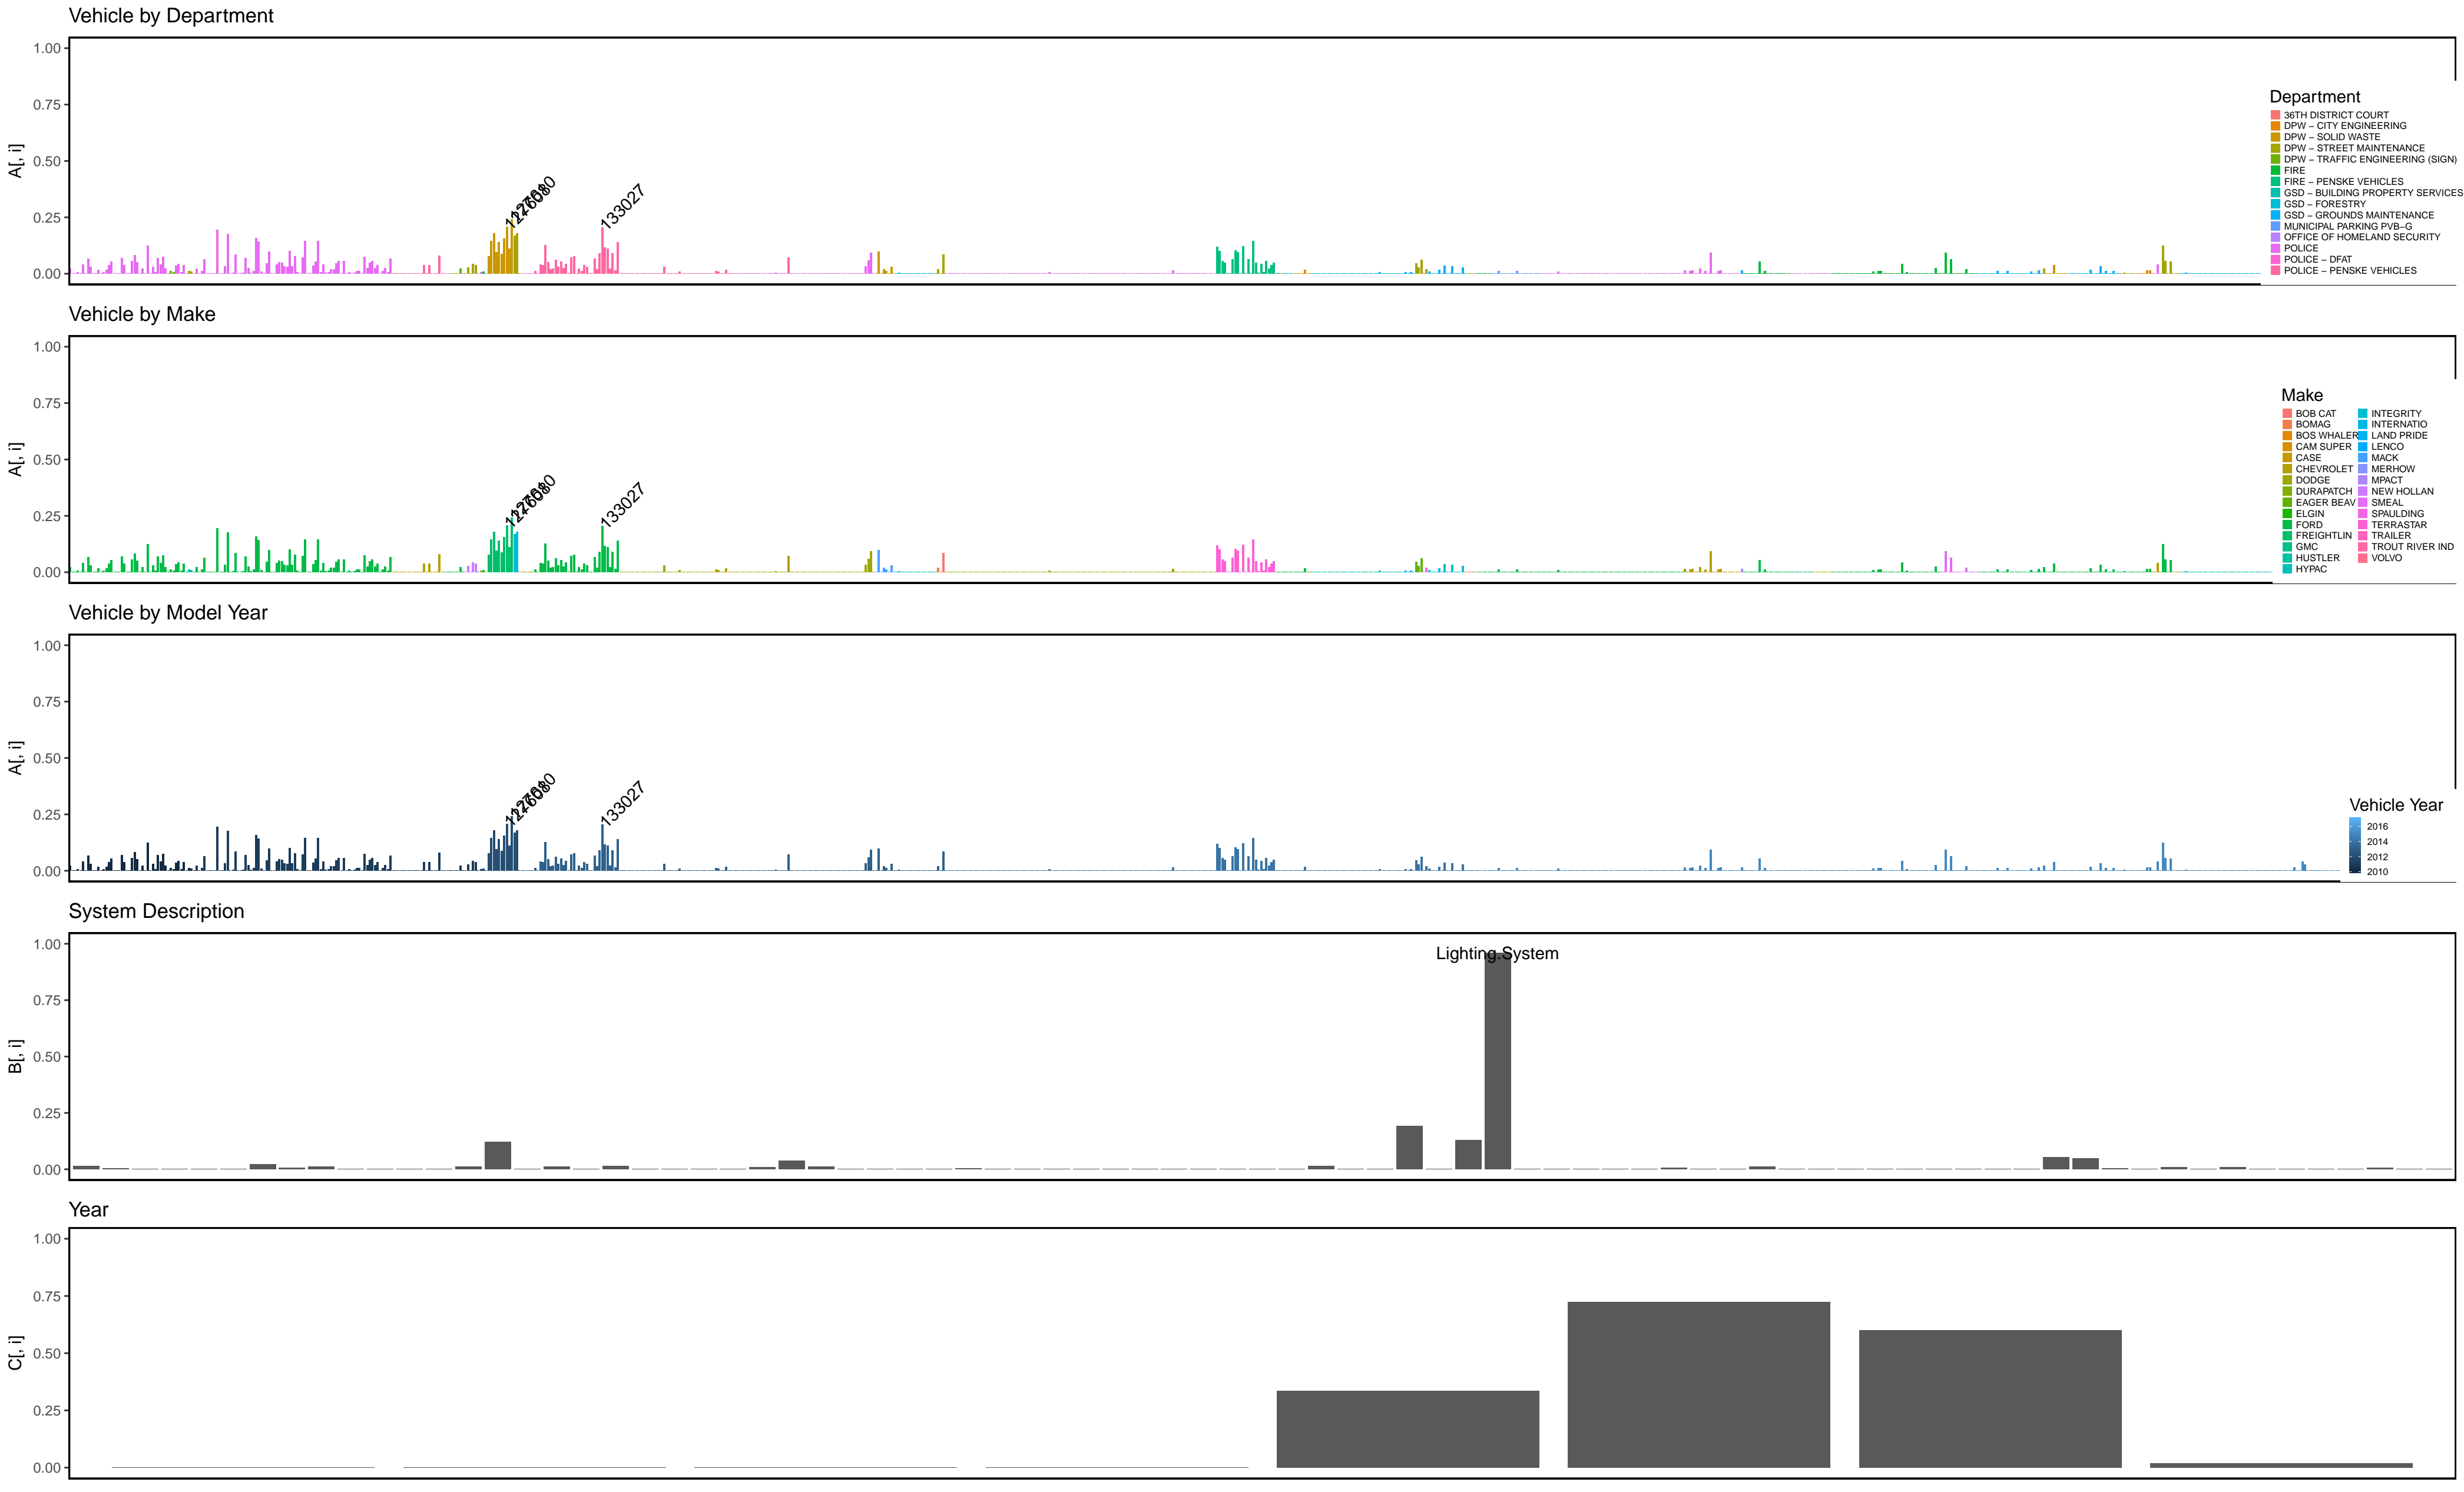 Vehicle by Department
A[, i]
1.00
0.75
0.50
0.25
0.00
133027
Department
36TH DISTRICT COURT
DPW − CITY ENGINEERING
DPW − SOLID WASTE
DPW − STREET MAINTENANCE
DPW − TRAFFIC ENGINEERING (SIGN)
FIRE
FIRE − PENSKE VEHICLES
GSD − BUILDING PROPERTY SERVICES
GSD − FORESTRY
GSD − GROUNDS MAINTENANCE
MUNICIPAL PARKING PVB−G
OFFICE OF HOMELAND SECURITY
POLICE
POLICE − DFAT
POLICE − PENSKE VEHICLES
Vehicle by Make
A[, i]
1.00
0.75
0.50
0.25
0.00
133027
Make
BOB CAT
BOMAG
BOS WHALER
CAM SUPER
CASE
CHEVROLET
DODGE
DURAPATCH
EAGER BEAV
ELGIN
FORD
FREIGHTLIN
GMC
HUSTLER
HYPAC
INTEGRITY
INTERNATIO
LAND PRIDE
LENCO
MACK
MERHOW
MPACT
NEW HOLLAN
SMEAL
SPAULDING
TERRASTAR
TRAILER
TROUT RIVER IND
VOLVO
Vehicle by Model Year
A[, i]
1.00
0.75
0.50
0.25
0.00
133027
Vehicle Year
2016
2014
2012
2010
System Description
B[, i]
1.00
0.75
0.50
0.25
0.00
Lighting.System
Year
C[, i]
1.00
0.75
0.50
0.25
0.00